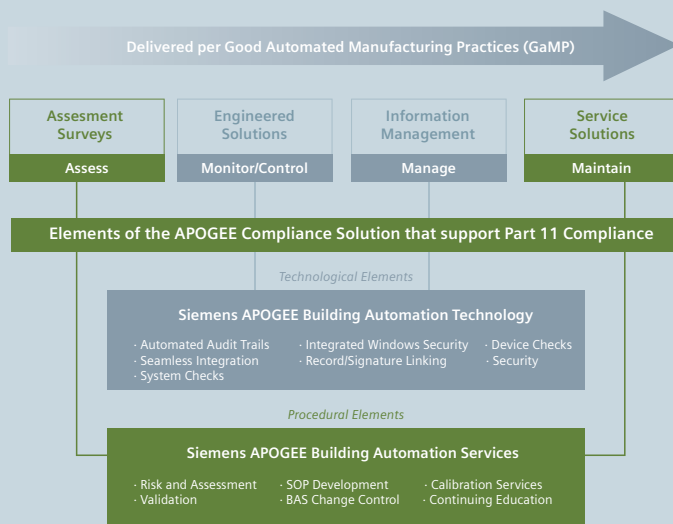 Delivered per Good Automated Manufacturing Practices (GaMP)
Assesment
Surveys
Assess
Engineered
Solutions
Monitor/Control
Information
Management
Manage
Service
Solutions
Maintain
Elements of the APOGEE Compliance Solution that support Part 11 Compliance
Technological Elements
Siemens APOGEE Building Automation Technology
· Automated Audit Trails
· Seamless Integration
· System Checks
· Integrated Windows Security
· Record/Signature Linking
· Device Checks
· Security
Procedural Elements
Siemens APOGEE Building Automation Services
· Risk and Assessment
· Validation
· SOP Development
· BAS Change Control
· Calibration Services
· Continuing Education